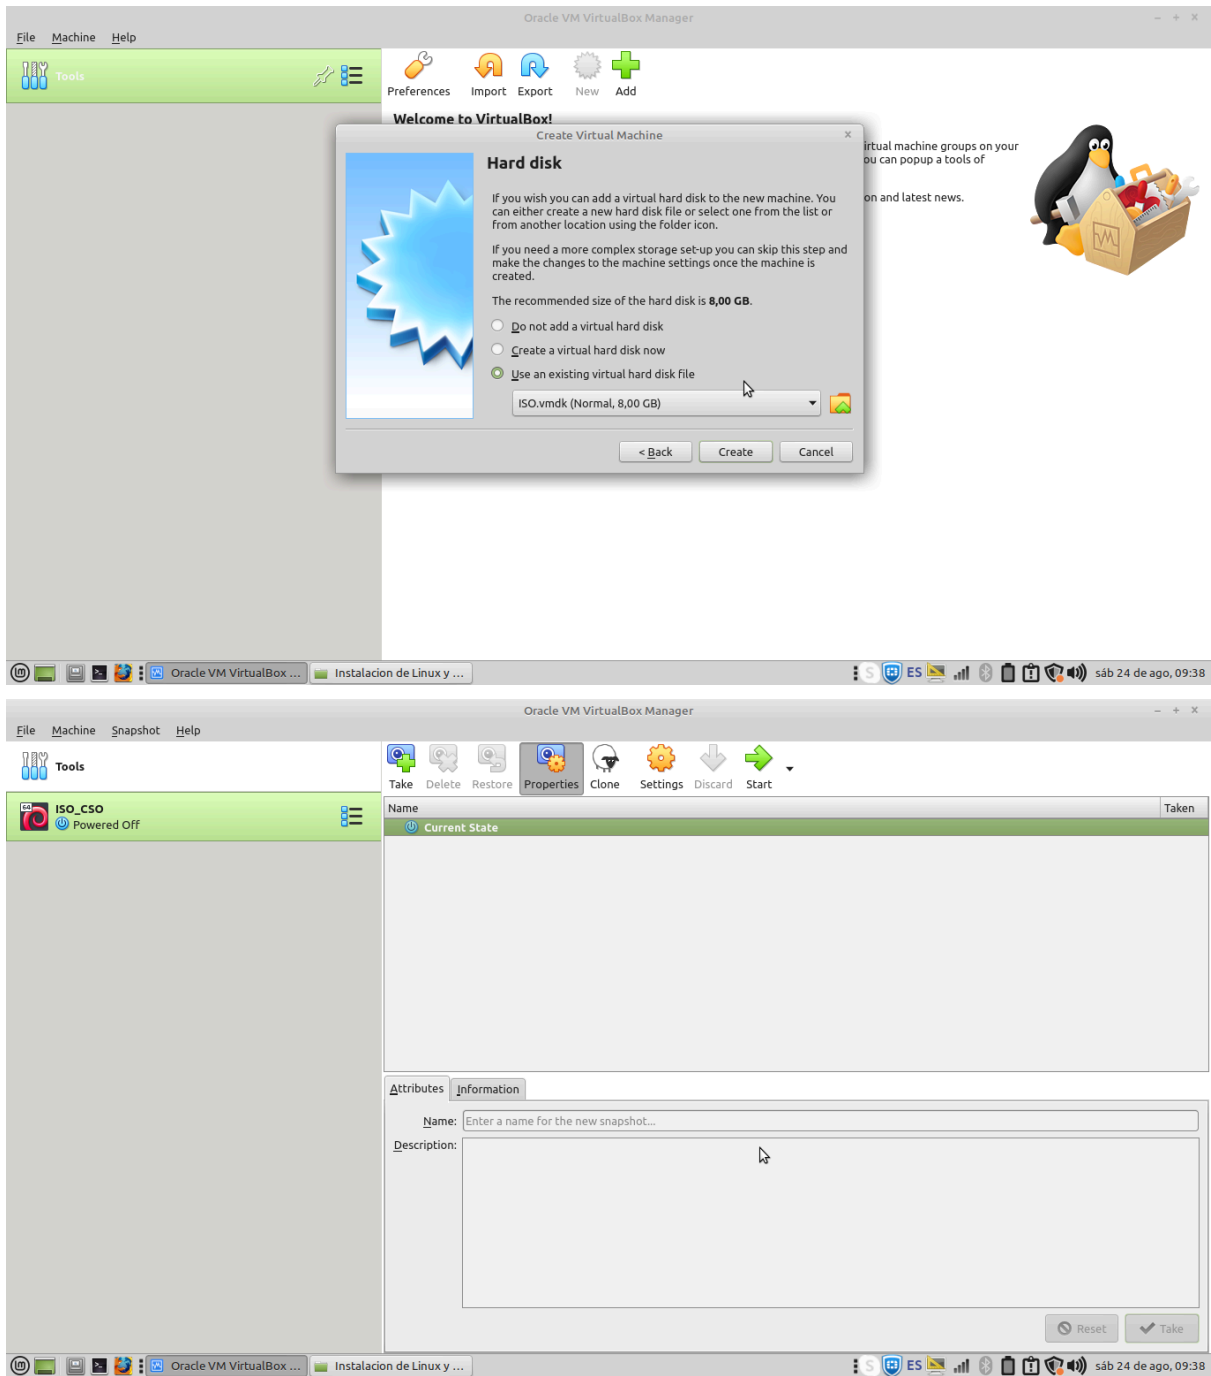 Oracle VM VirtualBox Manager
File Machine Help
Tools
Preferences Import Export New Add
Welcome to VirtualBox!
irtual machine groups on your
ou can popup a tools of
on and latest news.
Create Virtual Machine
Hard disk
If you wish you can add a virtual hard disk to the new machine. You
can either create a new hard disk file or select one from the list or
from another location using the folder icon.
If you need a more complex storage set-up you can skip this step and
make the changes to the machine settings once the machine is
created.
The recommended size of the hard disk is 8,00 GB.
Do not add a virtual hard disk
Create a virtual hard disk now
Use an existing virtual hard disk file
ISO.vmdk (Normal, 8,00 GB)
< Back Create Cancel
Oracle VM VirtualBox ... Instalacion de Linux y ... ES sáb 24 de ago, 09:38
Oracle VM VirtualBox Manager
File Machine Snapshot Help
Tools
Take Delete Restore Properties Clone Settings Discard Start
64 ISO_CSO
Powered Off
Name Taken
Current State
Attributes Information
Name: Enter a name for the new snapshot...
Description:
Reset Take
Oracle VM VirtualBox ... Instalacion de Linux y ... ES sáb 24 de ago, 09:38